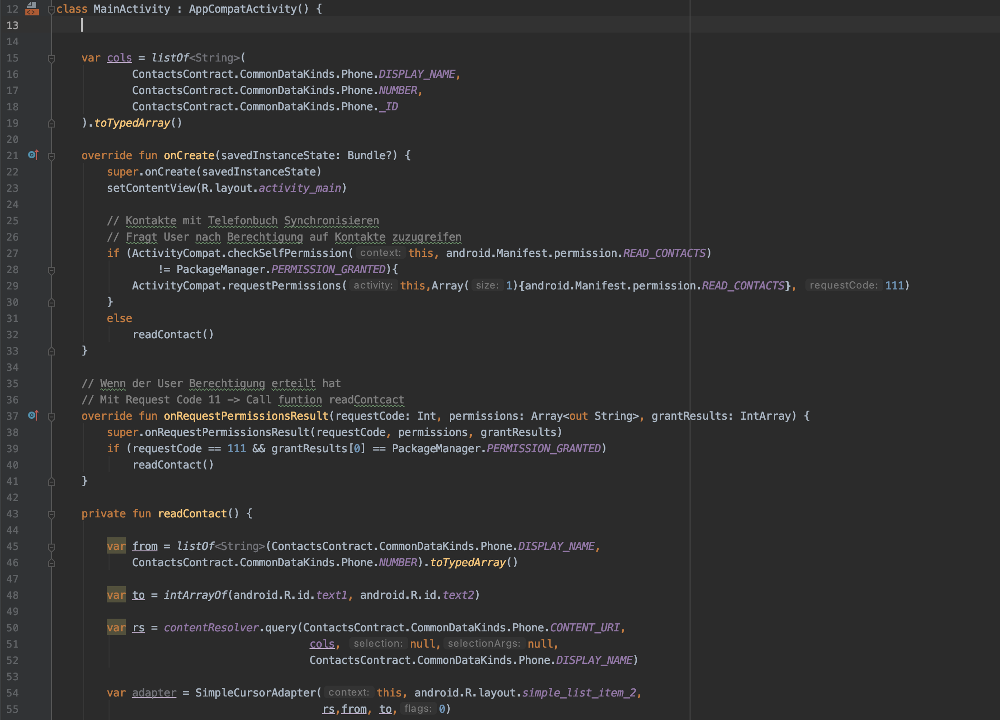 12 class MainActivity : AppCompatActivity() {
13
14
15 var cols = listOf<String>(
16 ContactsContract.CommonDataKinds.Phone.DISPLAY_NAME,
17 ContactsContract.CommonDataKinds.Phone.NUMBER,
18 ContactsContract.CommonDataKinds.Phone._ID
19 ).toTypedArray()
20
21 override fun onCreate(savedInstanceState: Bundle?) {
22 super.onCreate(savedInstanceState)
23 setContentView(R.layout.activity_main)
24
25 // Kontakte mit Telefonbuch Synchronisieren
26 // Fragt User nach Berechtigung auf Kontakte zuzugreifen
27 if (ActivityCompat.checkSelfPermission( context: this, android.Manifest.permission.READ_CONTACTS)
28 != PackageManager.PERMISSION_GRANTED){
29 ActivityCompat.requestPermissions( activity: this,Array( size: 1){android.Manifest.permission.READ_CONTACTS}, requestCode: 111)
30 }
31 else
32 readContact()
33 }
34
35 // Wenn der User Berechtigung erteilt hat
36 // Mit Request Code 11 -> Call funtion readContcact
37 override fun onRequestPermissionsResult(requestCode: Int, permissions: Array<out String>, grantResults: IntArray) {
38 super.onRequestPermissionsResult(requestCode, permissions, grantResults)
39 if (requestCode == 111 && grantResults[0] == PackageManager.PERMISSION_GRANTED)
40 readContact()
41 }
42
43 private fun readContact() {
44
45 var from = listOf<String>(ContactsContract.CommonDataKinds.Phone.DISPLAY_NAME,
46 ContactsContract.CommonDataKinds.Phone.NUMBER).toTypedArray()
47
48 var to = intArrayOf(android.R.id.text1, android.R.id.text2)
49
50 var rs = contentResolver.query(ContactsContract.CommonDataKinds.Phone.CONTENT_URI,
51 cols, selection: null, selectionArgs: null,
52 ContactsContract.CommonDataKinds.Phone.DISPLAY_NAME)
53
54 var adapter = SimpleCursorAdapter( context: this, android.R.layout.simple_list_item_2,
55 rs,from, to, flags: 0)